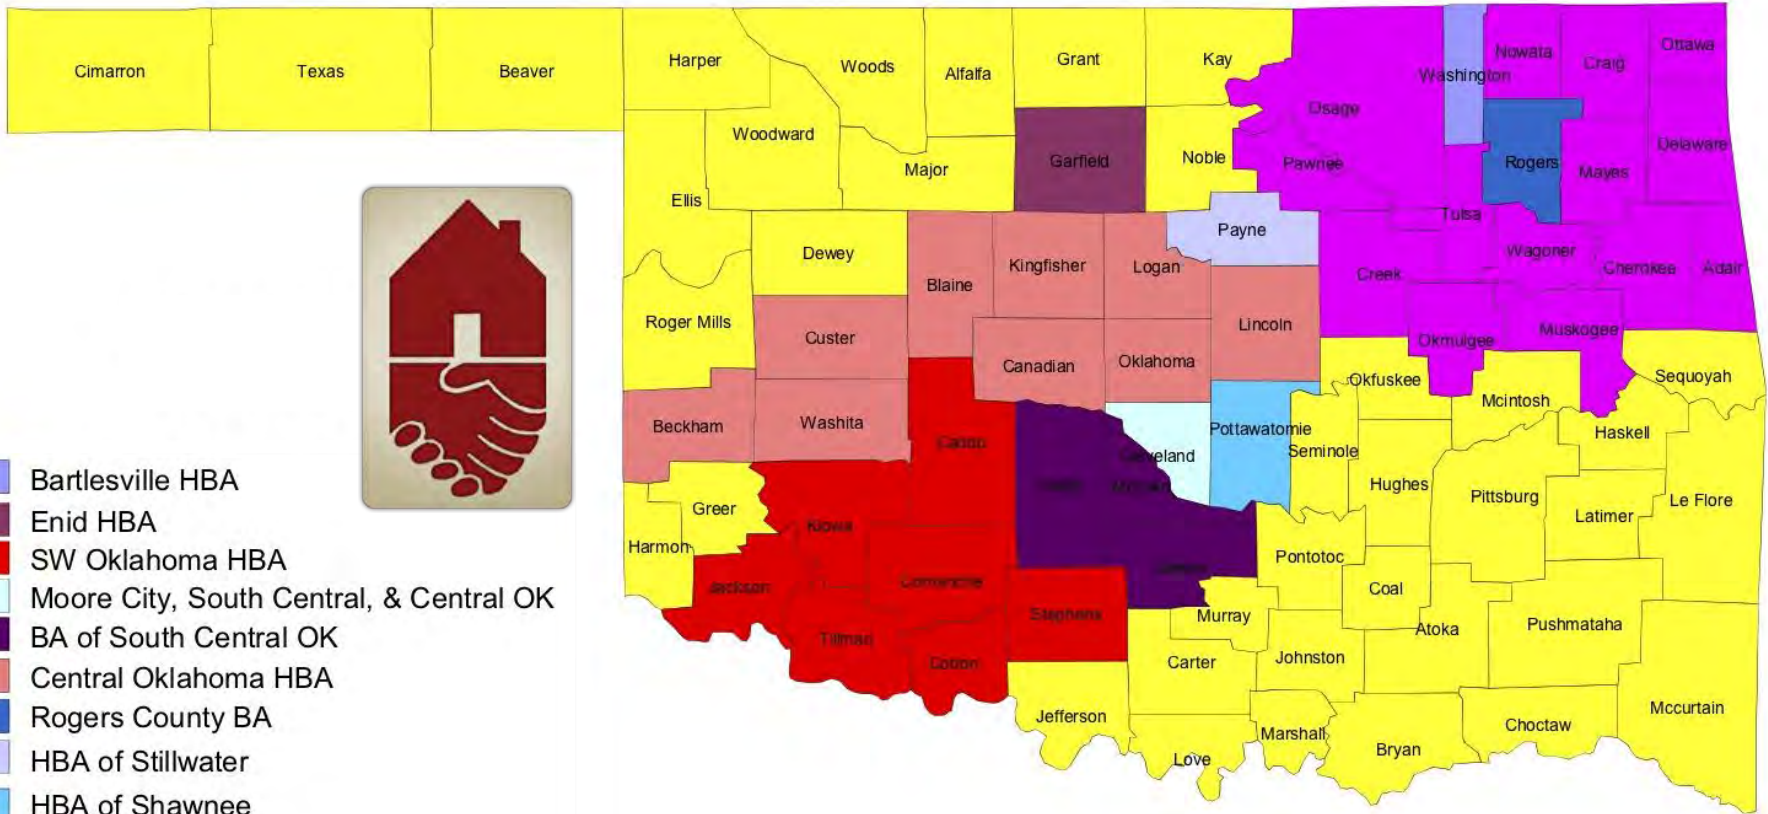 Cimarron
Texas
Beaver
Harper
Woods
Alfalfa
Grant
Kay
Washington
Nowata
Craig
Ottawa
Osage
Woodward
Major
Garfield
Noble
Pawnee
Rogers
Mayes
Delaware
Ellis
Dewey
Blaine
Kingfisher
Logan
Payne
Tulsa
Wagoner
Creek
Cherokee
Adair
Roger Mills
Custer
Canadian
Oklahoma
Lincoln
Okmulgee
Muskogee
Beckham
Washita
Caddo
Cleveland
Pottawatomie
Okfuskee
Seminole
Mcintosh
Sequoyah
Haskell
Greer
Kiowa
Hughes
Pittsburg
Latimer
Le Flore
Harmon
Jackson
Comanche
Pontotoc
Coal
Tillman
Cotton
Stephens
Murray
Carter
Johnston
Atoka
Pushmataha
Jefferson
Love
Marshall
Bryan
Choctaw
Mccurtain
Bartlesville HBA
Enid HBA
SW Oklahoma HBA
Moore City, South Central, & Central OK
BA of South Central OK
Central Oklahoma HBA
Rogers County BA
HBA of Stillwater
HBA of Shawnee